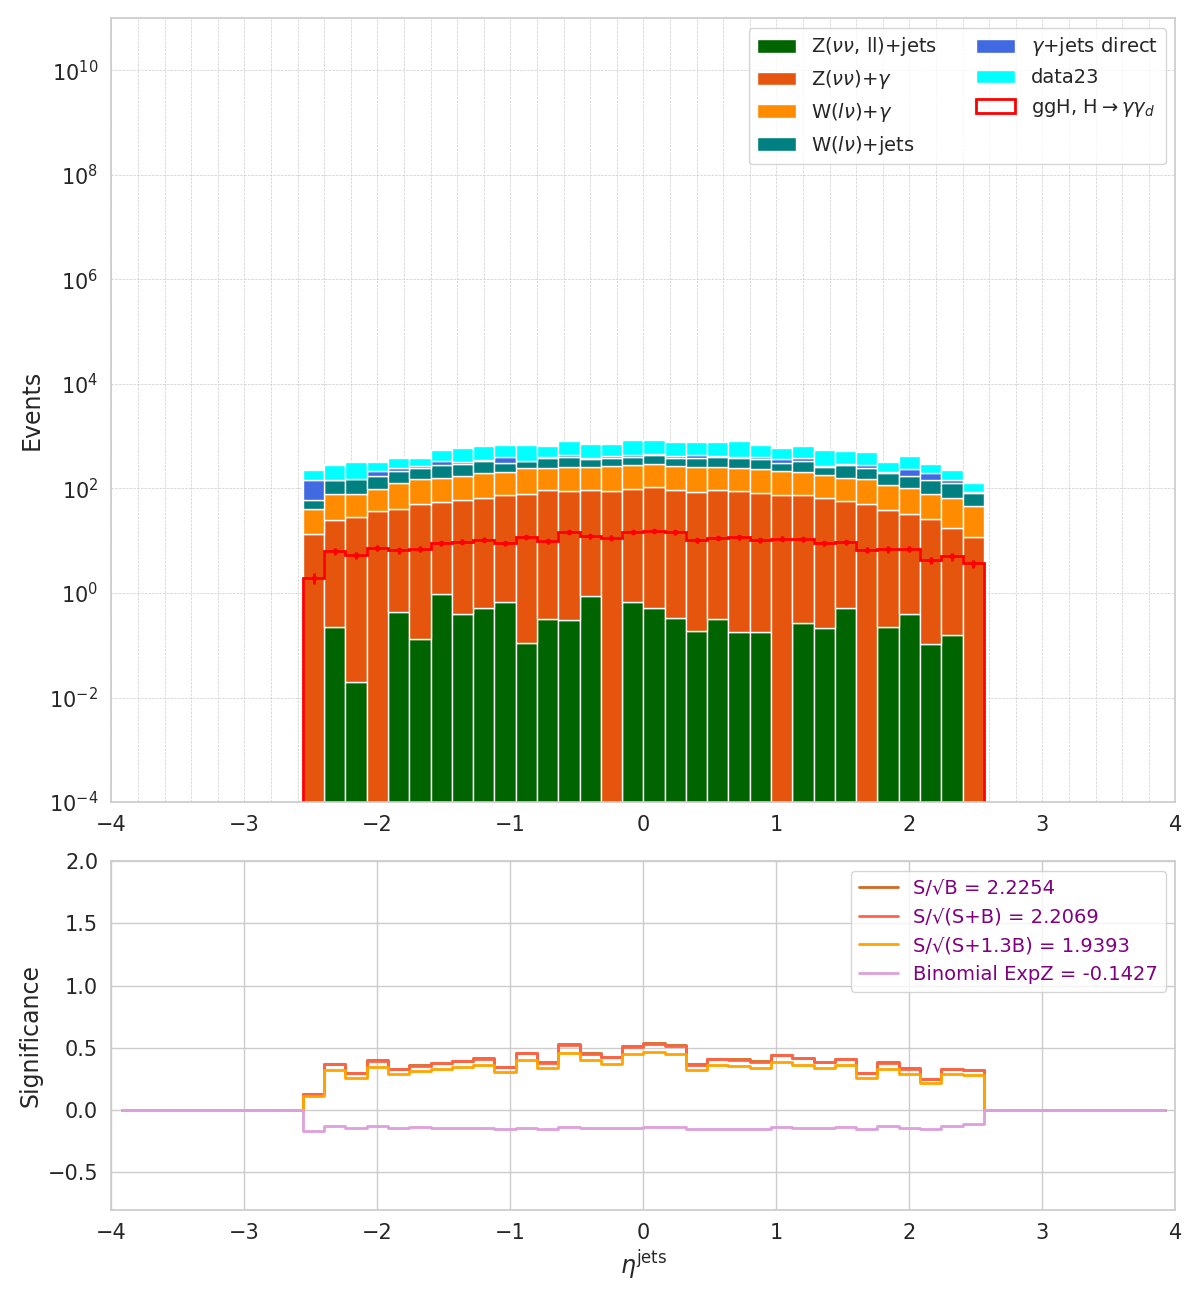 Z(νν, ll)+jets
Z(νν)+γ
W(lν)+γ
W(lν)+jets
γ+jets direct
data23
ggH, H→γγ_d
Events
10^10
10^8
10^6
10^4
10^2
10^0
10^−2
10^−4
−4 −3 −2 −1 0 1 2 3 4
Significance
2.0
1.5
1.0
0.5
0.0
−0.5
S/√B = 2.2254
S/√(S+B) = 2.2069
S/√(S+1.3B) = 1.9393
Binomial ExpZ = -0.1427
−4 −3 −2 −1 0 1 2 3 4
η^jets